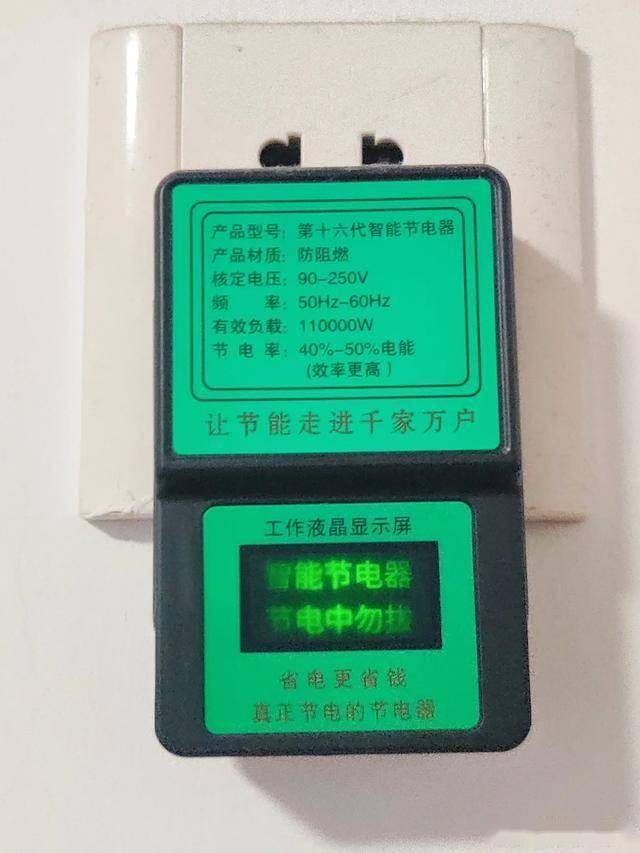 产品型号：第十六代智能节电器
产品材质：防阻燃
核定电压：90-250V
频　　率：50Hz-60Hz
有效负载：110000W
节 电 率：40%-50%电能
（效率更高）
让节能走进千家万户
工作液晶显示屏
智能节电器
节电中勿拔
省电更省钱
真正节电的节电器